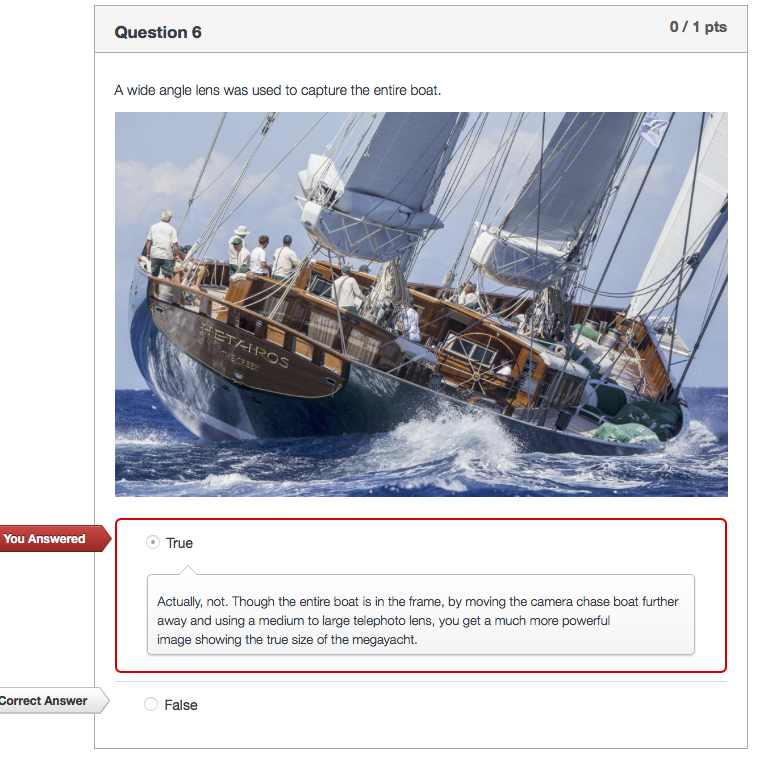 Question 6
0 / 1 pts
A wide angle lens was used to capture the entire boat.
HETAIROS
THE CREEK
You Answered
True
Actually, not. Though the entire boat is in the frame, by moving the camera chase boat further
away and using a medium to large telephoto lens, you get a much more powerful
image showing the true size of the megayacht.
Correct Answer
False